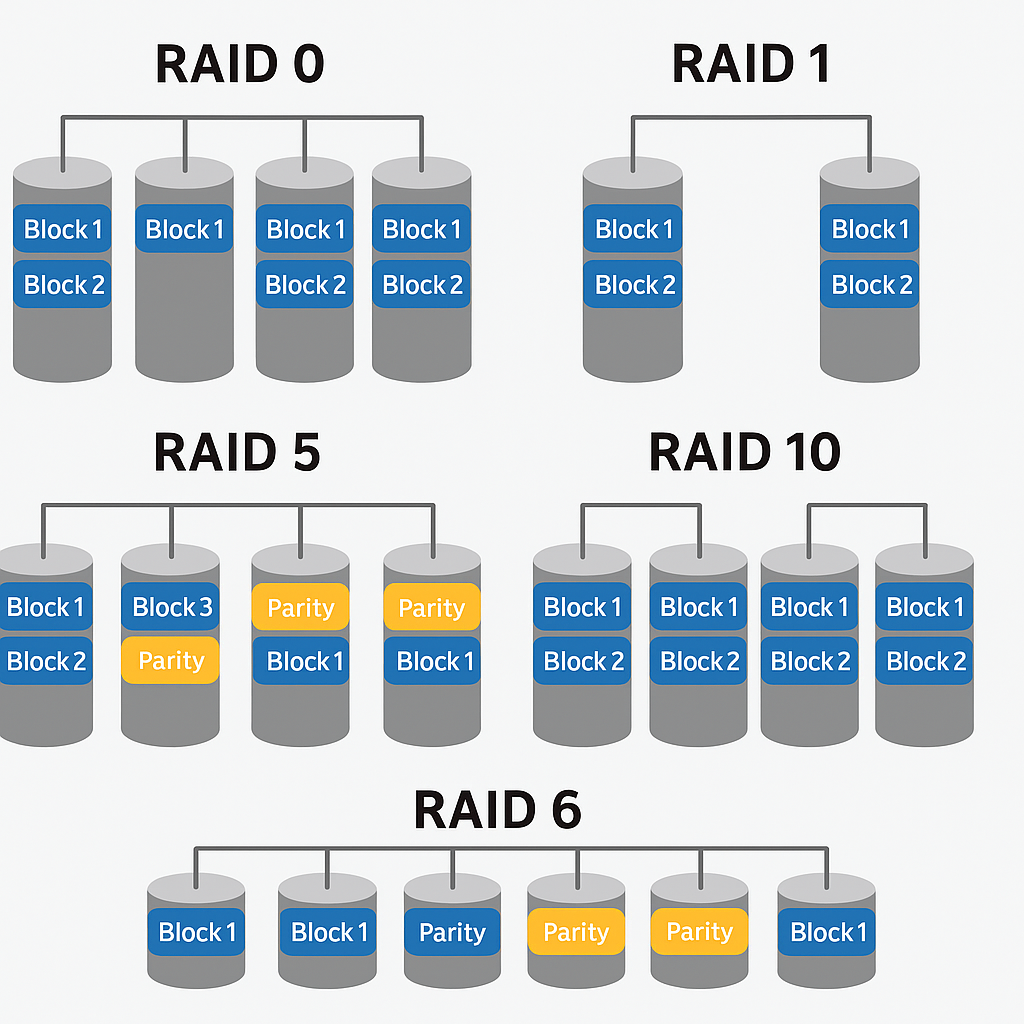 RAID 0
Block 1 Block 1 Block 1 Block 1
Block 2 Block 2 Block 2
RAID 1
Block 1 Block 1
Block 2 Block 2
RAID 5
Block 1 Block 3 Parity Parity
Block 2 Parity Block 1 Block 1
RAID 10
Block 1 Block 1 Block 1 Block 1
Block 2 Block 2 Block 2 Block 2
RAID 6
Block 1 Block 1 Parity Parity Parity Block 1